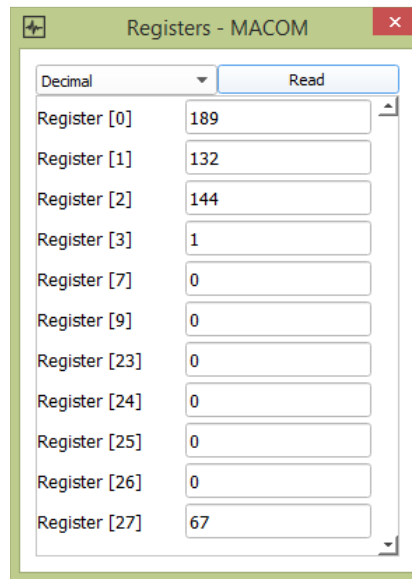 Registers - MACOM
Decimal Read
Register [0] 189
Register [1] 132
Register [2] 144
Register [3] 1
Register [7] 0
Register [9] 0
Register [23] 0
Register [24] 0
Register [25] 0
Register [26] 0
Register [27] 67